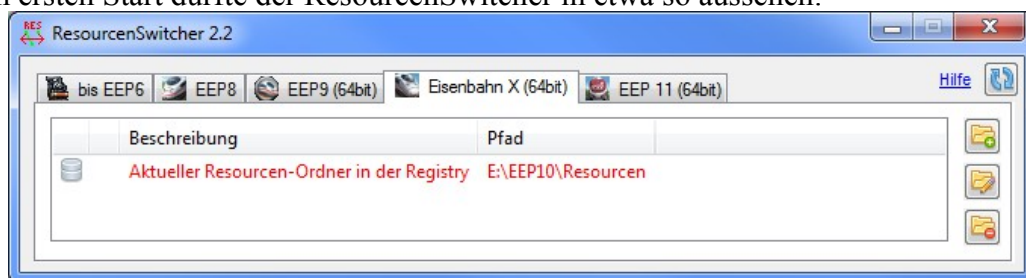 ersten Start dürfte der ResourcenSwitcher in etwa so aussehen:
RES ResourcenSwitcher 2.2
bis EEP6 EEP8 EEP9 (64bit) Eisenbahn X (64bit) EEP 11 (64bit) Hilfe
Beschreibung Pfad
Aktueller Resourcen-Ordner in der Registry E:\EEP10\Resourcen